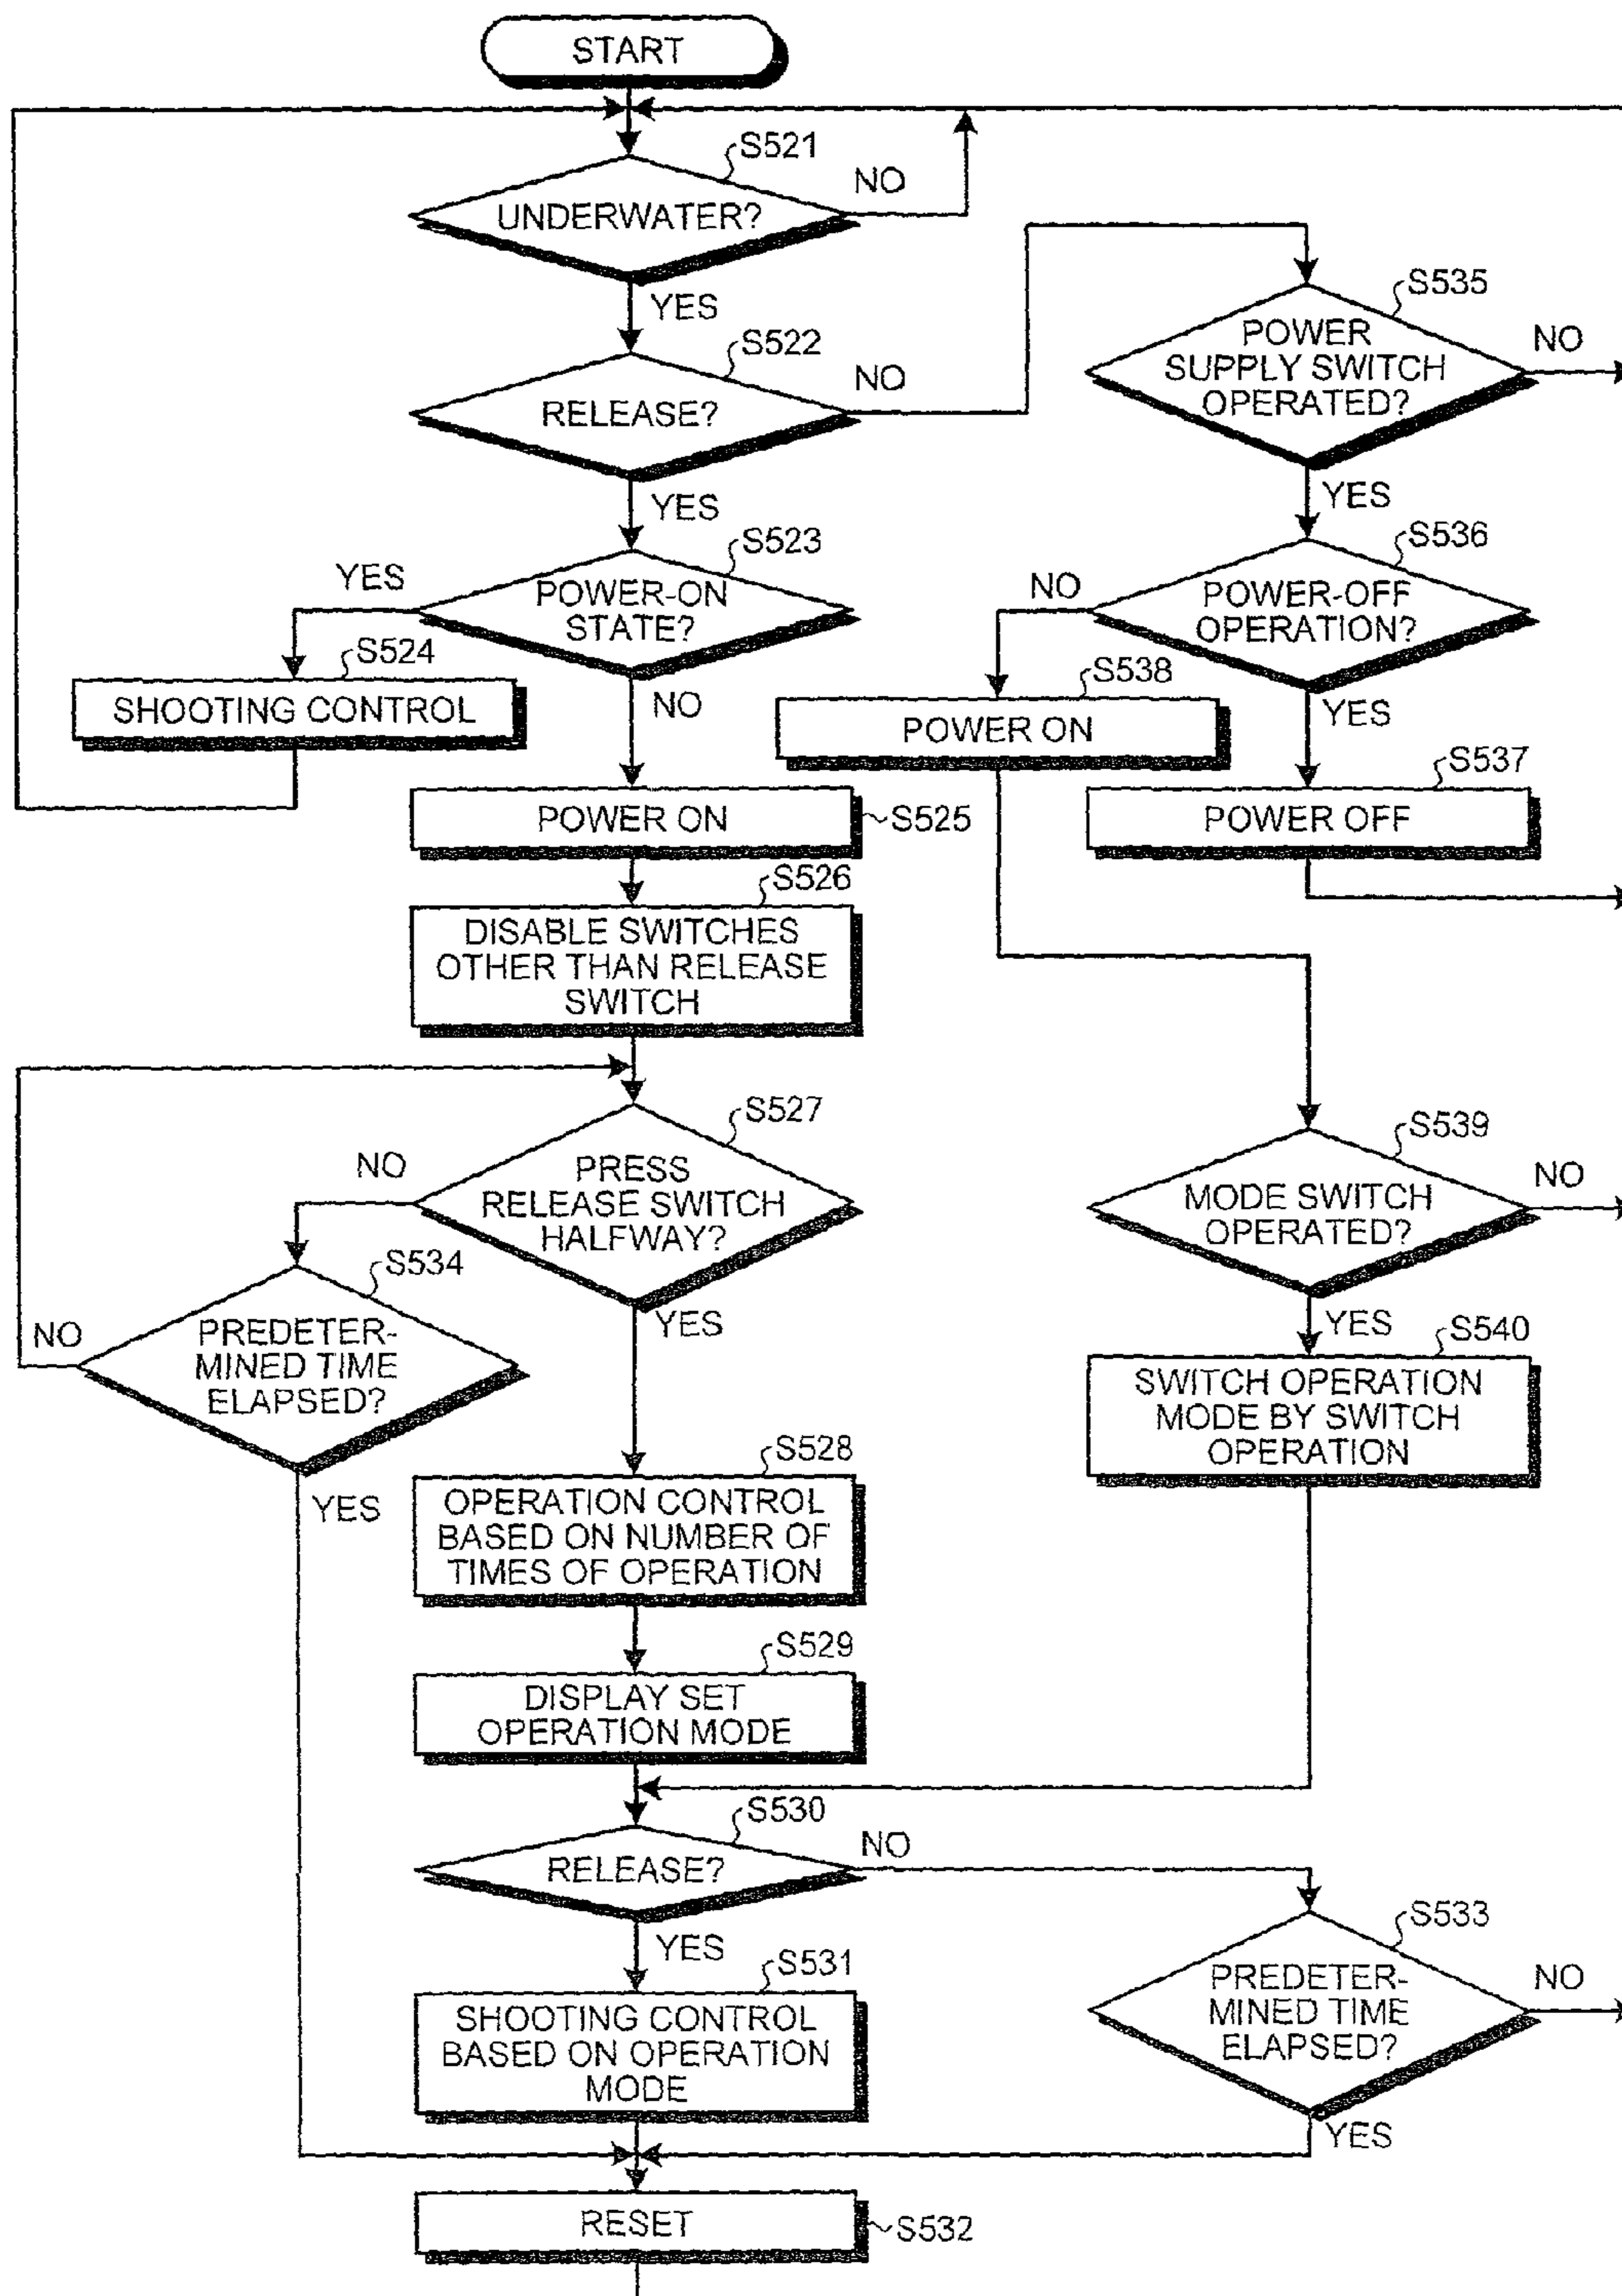 START
S521
UNDERWATER?
NO
YES
S522
RELEASE?
NO
YES
S523
POWER-ON
STATE?
YES
NO
S524
SHOOTING CONTROL
POWER ON
S525
S526
DISABLE SWITCHES
OTHER THAN RELEASE
SWITCH
S527
PRESS
RELEASE SWITCH
HALFWAY?
NO
YES
S534
PREDETER-
MINED TIME
ELAPSED?
NO
YES
S528
OPERATION CONTROL
BASED ON NUMBER OF
TIMES OF OPERATION
S529
DISPLAY SET
OPERATION MODE
S530
RELEASE?
NO
YES
S531
SHOOTING CONTROL
BASED ON OPERATION
MODE
RESET
S532
S535
POWER
SUPPLY SWITCH
OPERATED?
NO
YES
S536
POWER-OFF
OPERATION?
NO
YES
S538
POWER ON
S537
POWER OFF
S539
MODE SWITCH
OPERATED?
NO
YES
S540
SWITCH OPERATION
MODE BY SWITCH
OPERATION
S533
PREDETER-
MINED TIME
ELAPSED?
NO
YES